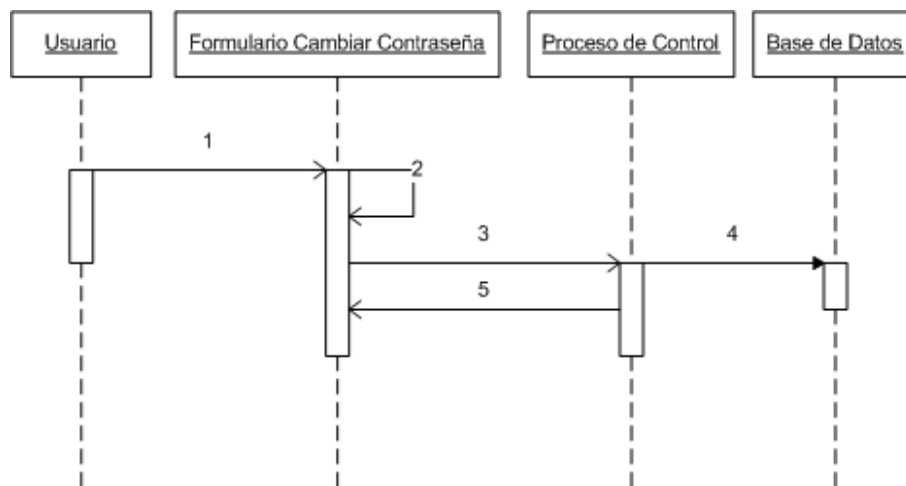 Usuario
Formulario Cambiar Contraseña
Proceso de Control
Base de Datos
1
2
3
4
5